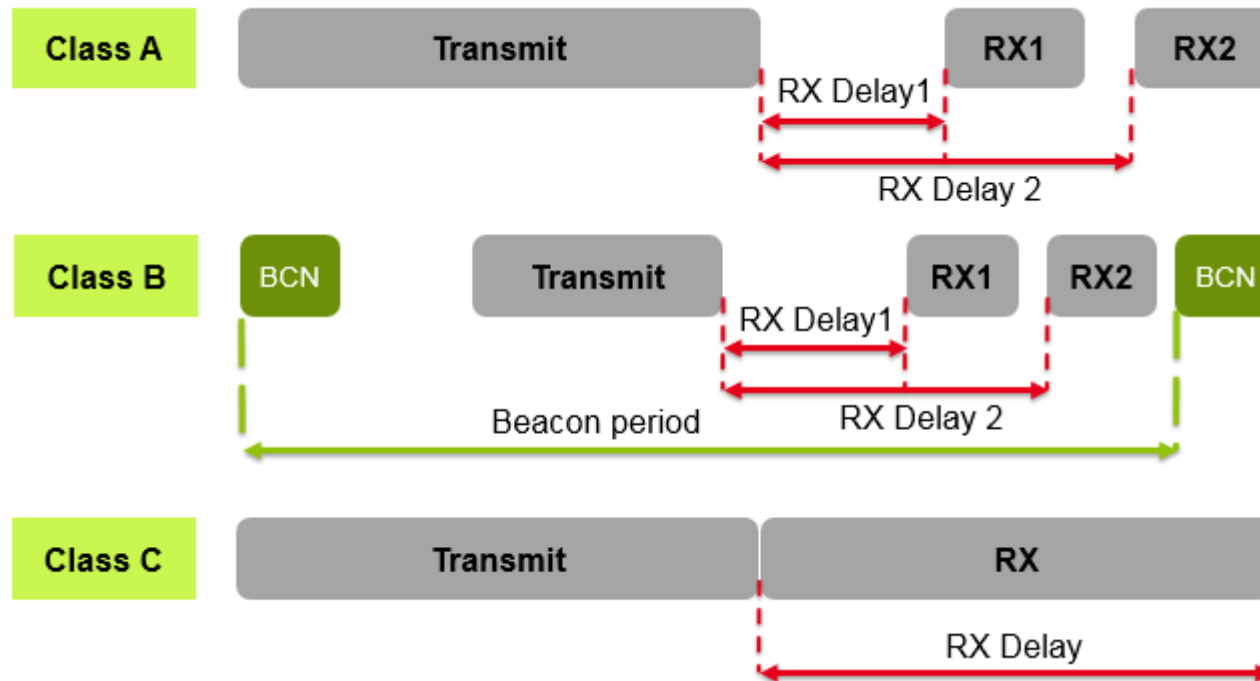 Class A
Transmit
RX1
RX2
RX Delay1
RX Delay 2
Class B
BCN
Transmit
RX1
RX2
BCN
RX Delay1
RX Delay 2
Beacon period
Class C
Transmit
RX
RX Delay